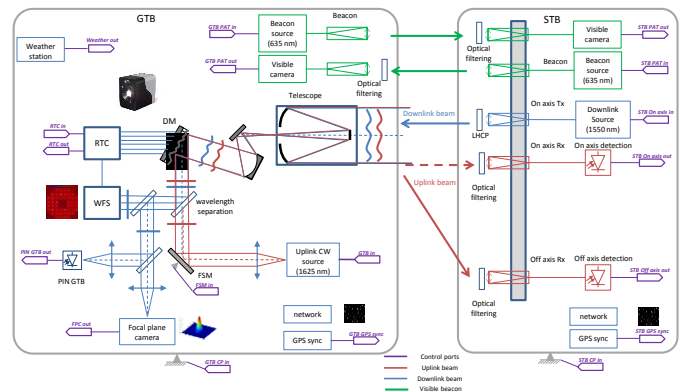 GTB
STB
Weather station
Weather out
GTB PAT in
Beacon source (635 nm)
Beacon
GTB PAT out
Visible camera
Optical filtering
Optical filtering
Visible camera
STB PAT out
Beacon
Beacon source (635 nm)
STB PAT in
Telescope
Downlink beam
LHCP
On axis Tx
Downlink Source (1550 nm)
STB On axis in
DM
RTC in
RTC out
RTC
On axis Rx
On axis detection
STB On axis out
Uplink beam
Optical filtering
WFS
wavelength separation
PIN GTB out
PIN GTB
FSM
FSM in
Uplink CW source (1625 nm)
GTB in
Off axis Rx
Off axis detection
STB Off axis out
Optical filtering
FPC out
Focal plane camera
network
GPS sync
GTB GPS sync
network
GPS sync
STB GPS sync
GTB CP in
STB CP in
Control ports
Uplink beam
Downlink beam
Visible beacon